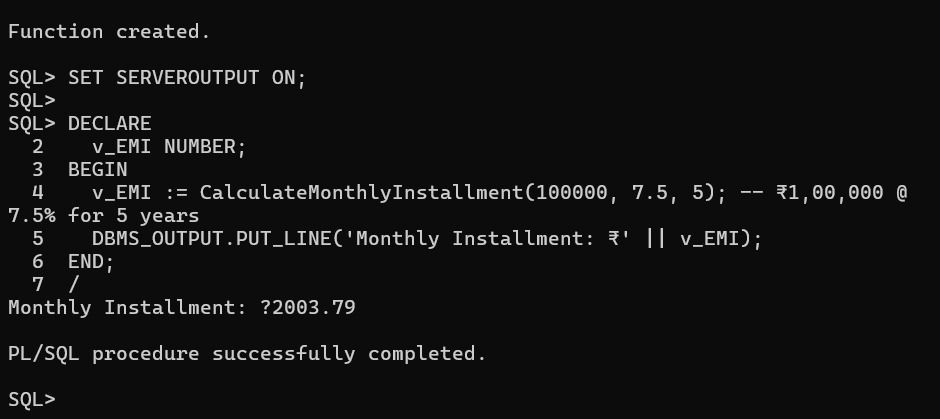 Function created.
SQL> SET SERVEROUTPUT ON;
SQL>
SQL> DECLARE
  2    v_EMI NUMBER;
  3  BEGIN
  4    v_EMI := CalculateMonthlyInstallment(100000, 7.5, 5); -- ₹1,00,000 @
7.5% for 5 years
  5    DBMS_OUTPUT.PUT_LINE('Monthly Installment: ₹' || v_EMI);
  6  END;
  7  /
Monthly Installment: ?2003.79
PL/SQL procedure successfully completed.
SQL>